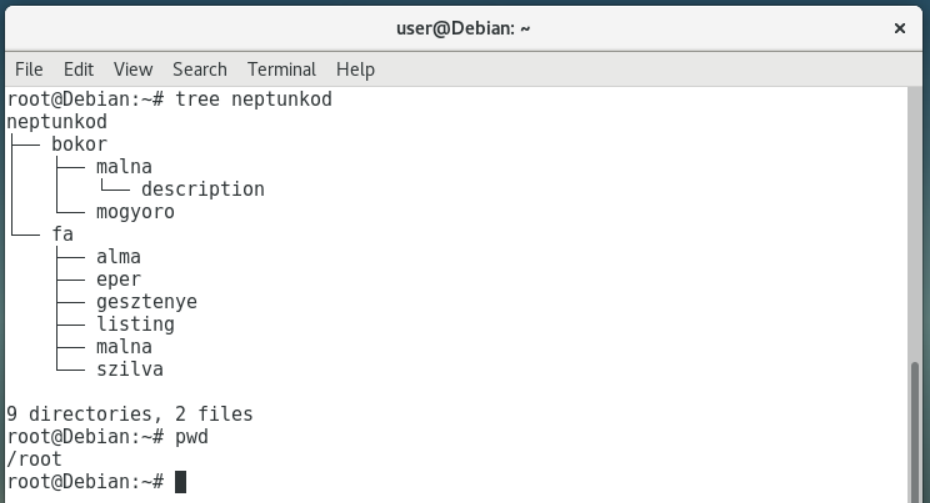 user@Debian: ~
File Edit View Search Terminal Help
root@Debian:~# tree neptunkod
neptunkod
├── bokor
│   ├── malna
│   │   └── description
│   └── mogyoro
└── fa
    ├── alma
    ├── eper
    ├── gesztenye
    ├── listing
    ├── malna
    └── szilva
9 directories, 2 files
root@Debian:~# pwd
/root
root@Debian:~#